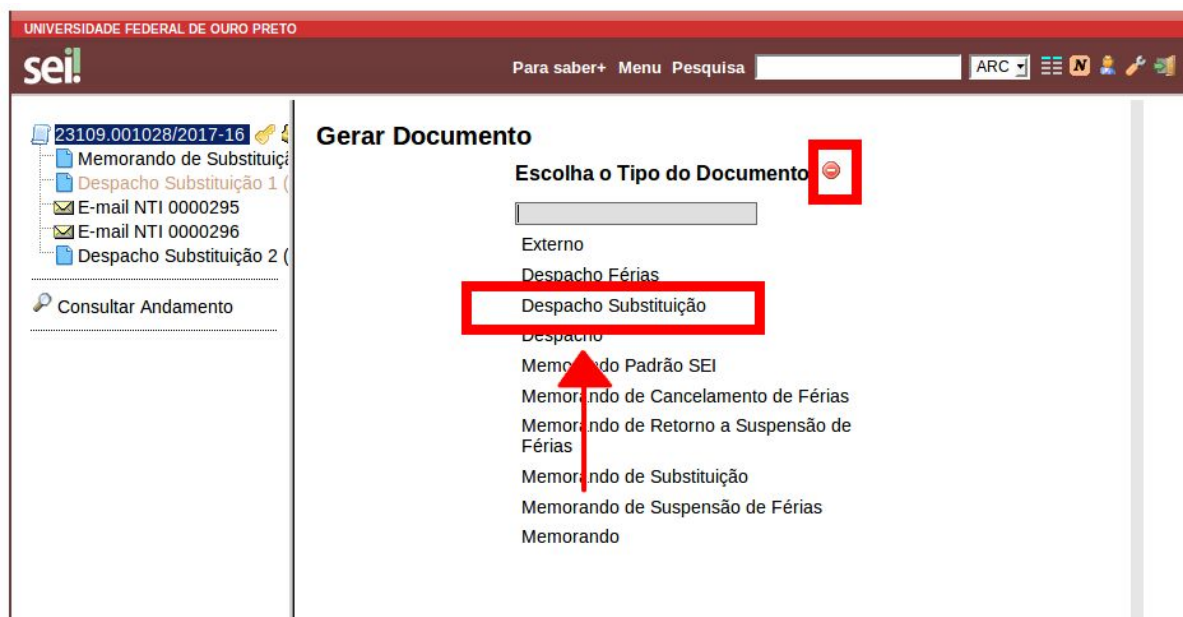 UNIVERSIDADE FEDERAL DE OURO PRETO
sei!
Para saber+ Menu Pesquisa
ARC
N
23109.001028/2017-16
Memorando de Substituiç
Despacho Substituição 1 (
E-mail NTI 0000295
E-mail NTI 0000296
Despacho Substituição 2 (
Consultar Andamento
Gerar Documento
Escolha o Tipo do Documento
Externo
Despacho Férias
Despacho Substituição
Despacho
Memorando Padrão SEI
Memorando de Cancelamento de Férias
Memorando de Retorno a Suspensão de
Férias
Memorando de Substituição
Memorando de Suspensão de Férias
Memorando